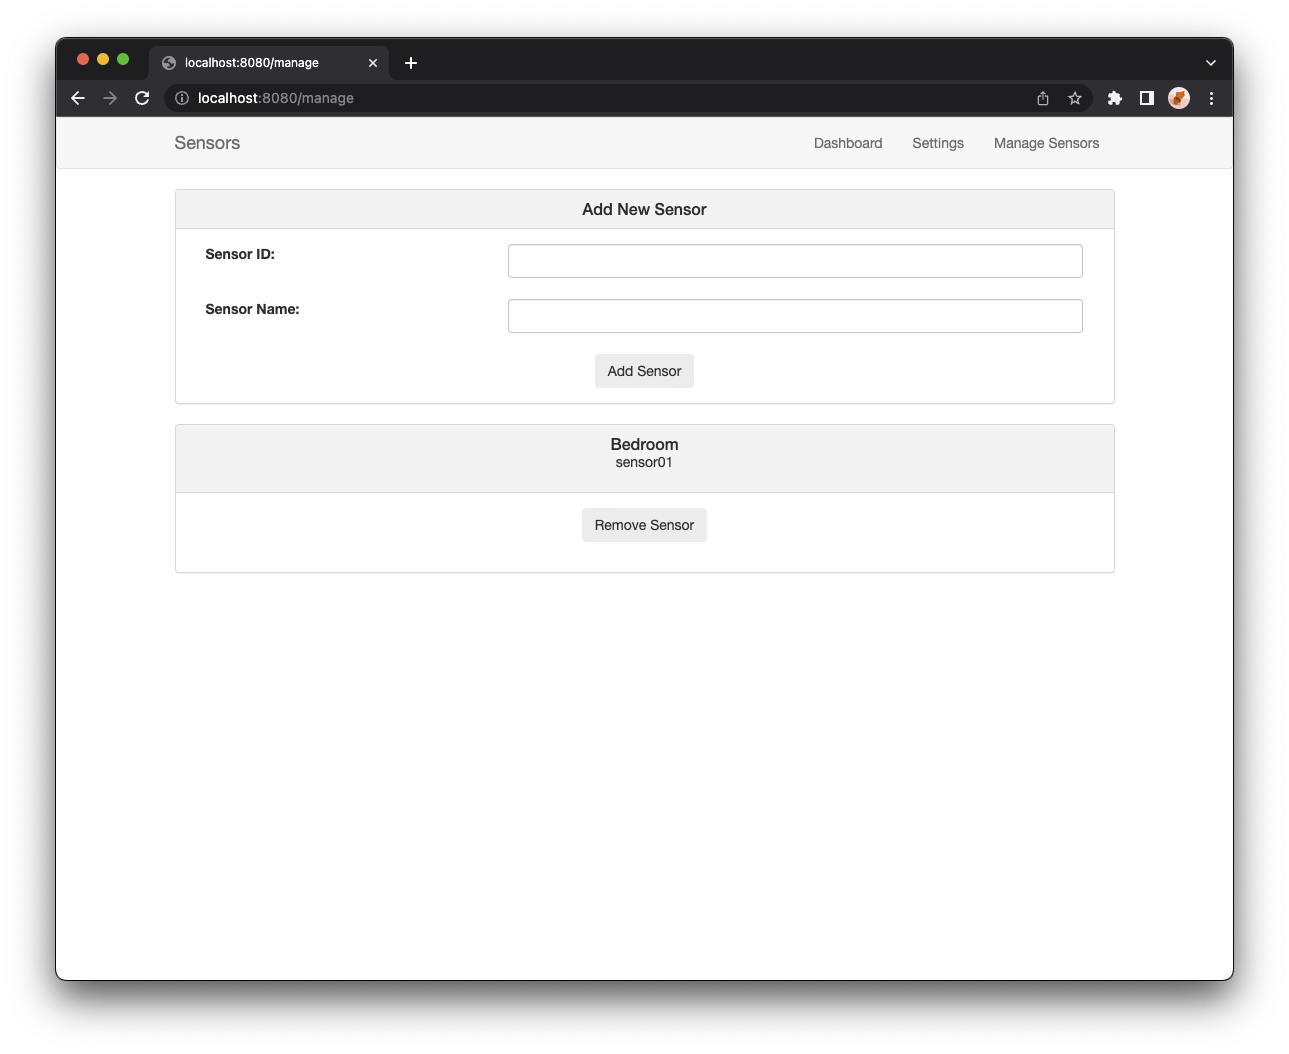 localhost:8080/manage
localhost:8080/manage
Sensors Dashboard Settings Manage Sensors
Add New Sensor
Sensor ID:
Sensor Name:
Add Sensor
Bedroom
sensor01
Remove Sensor